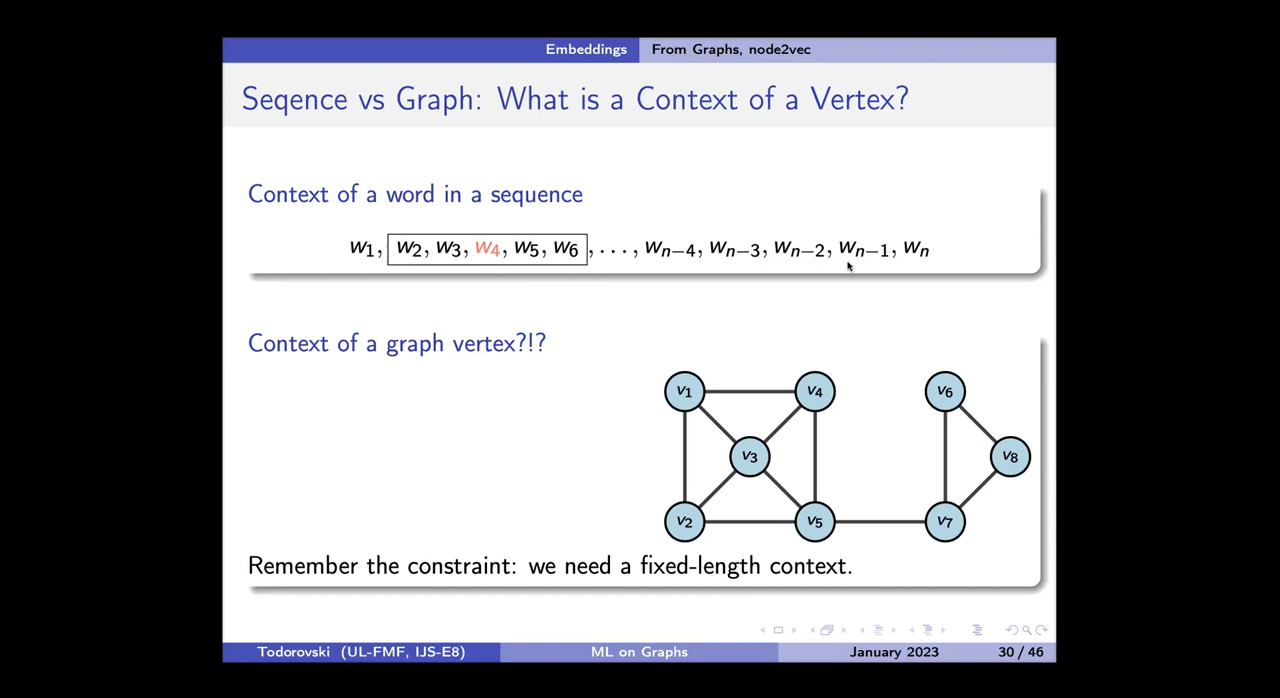 Embeddings From Graphs, node2vec
Seqence vs Graph: What is a Context of a Vertex?
Context of a word in a sequence
w1, w2, w3, w4, w5, w6, . . . , wn−4, wn−3, wn−2, wn−1, wn
Context of a graph vertex?!?
v1 v4 v6
v3 v8
v2 v5 v7
Remember the constraint: we need a fixed-length context.
Todorovski (UL-FMF, IJS-E8) ML on Graphs January 2023 30 / 46